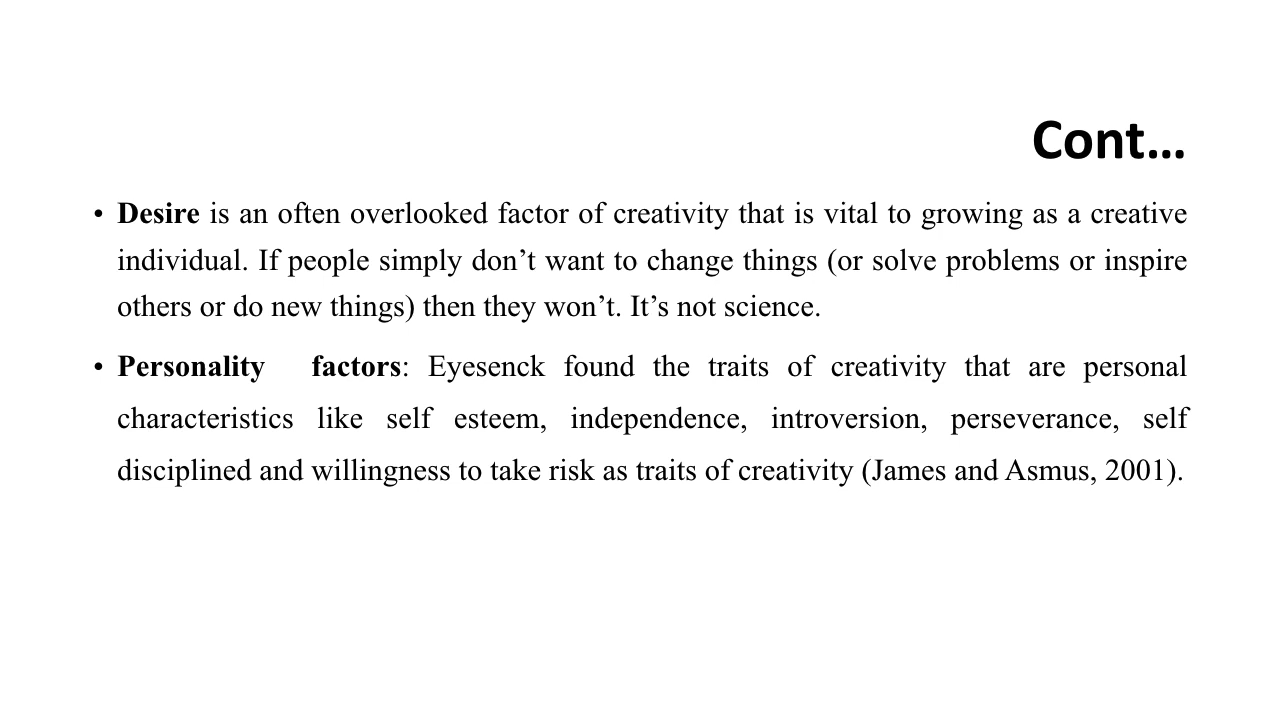 Cont…
• Desire is an often overlooked factor of creativity that is vital to growing as a creative
individual. If people simply don’t want to change things (or solve problems or inspire
others or do new things) then they won’t. It’s not science.
• Personality factors: Eyesenck found the traits of creativity that are personal
characteristics like self esteem, independence, introversion, perseverance, self
disciplined and willingness to take risk as traits of creativity (James and Asmus, 2001).